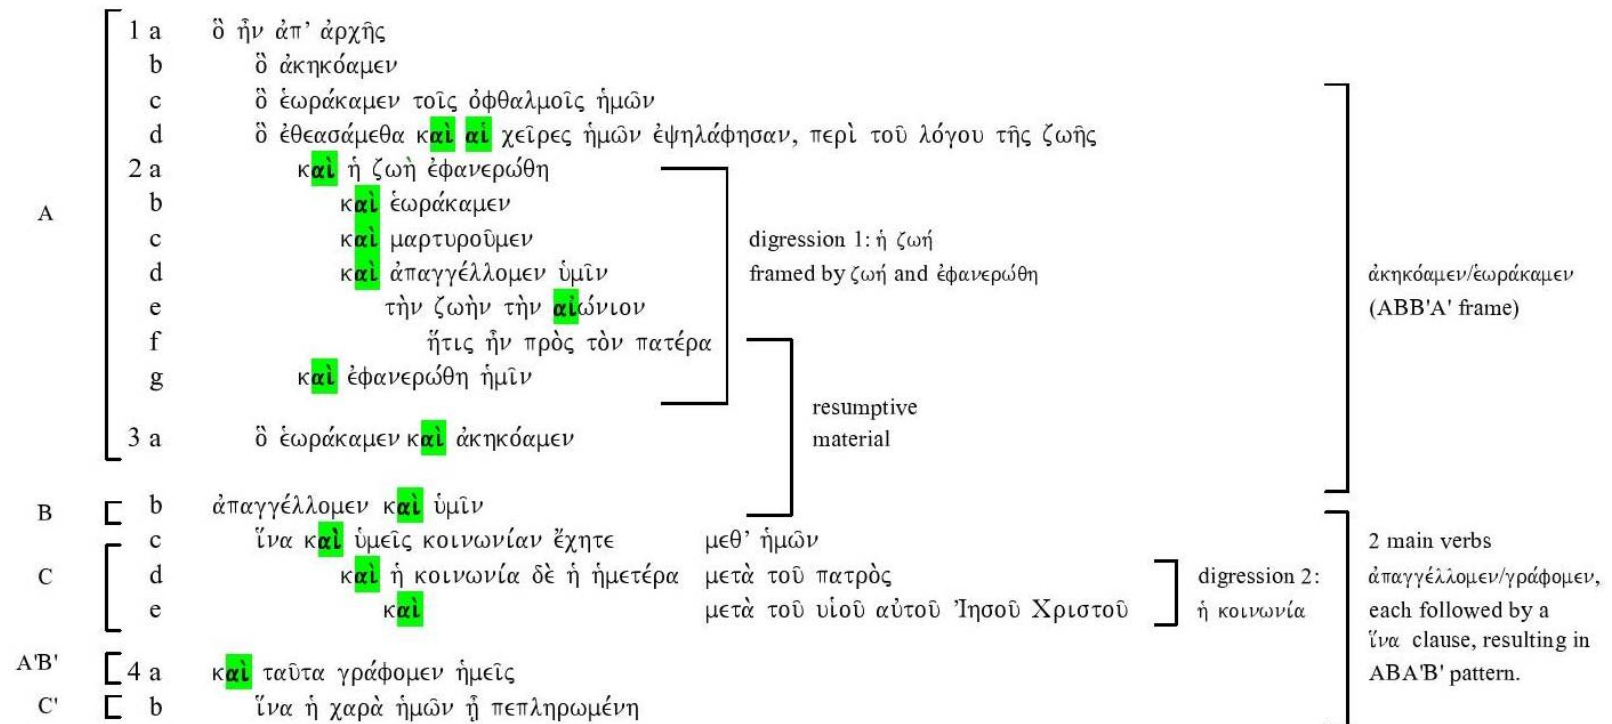 1 a ὃ ἦν ἀπ’ ἀρχῆς
b ὃ ἀκηκόαμεν
c ὃ ἑωράκαμεν τοῖς ὀφθαλμοῖς ἡμῶν
d ὃ ἐθεασάμεθα καὶ αἱ χεῖρες ἡμῶν ἐψηλάφησαν, περὶ τοῦ λόγου τῆς ζωῆς
2 a καὶ ἡ ζωὴ ἐφανερώθη
b καὶ ἑωράκαμεν
A
c καὶ μαρτυροῦμεν digression 1: ἡ ζωή
d καὶ ἀπαγγέλλομεν ὑμῖν framed by ζωή and ἐφανερώθη ἀκηκόαμεν/ἑωράκαμεν
e τὴν ζωὴν τὴν αἰώνιον (ABB'A' frame)
f ἥτις ἦν πρὸς τὸν πατέρα
g καὶ ἐφανερώθη ἡμῖν
resumptive
3 a ὃ ἑωράκαμεν καὶ ἀκηκόαμεν material
B b ἀπαγγέλλομεν καὶ ὑμῖν
c ἵνα καὶ ὑμεῖς κοινωνίαν ἔχητε μεθ’ ἡμῶν 2 main verbs
C d καὶ ἡ κοινωνία δὲ ἡ ἡμετέρα μετὰ τοῦ πατρὸς digression 2: ἀπαγγέλλομεν/γράφομεν,
e καὶ μετὰ τοῦ υἱοῦ αὐτοῦ Ἰησοῦ Χριστοῦ ἡ κοινωνία each followed by a
ἵνα clause, resulting in
A'B' 4 a καὶ ταῦτα γράφομεν ἡμεῖς ABA'B' pattern.
C' b ἵνα ἡ χαρὰ ἡμῶν ᾖ πεπληρωμένη